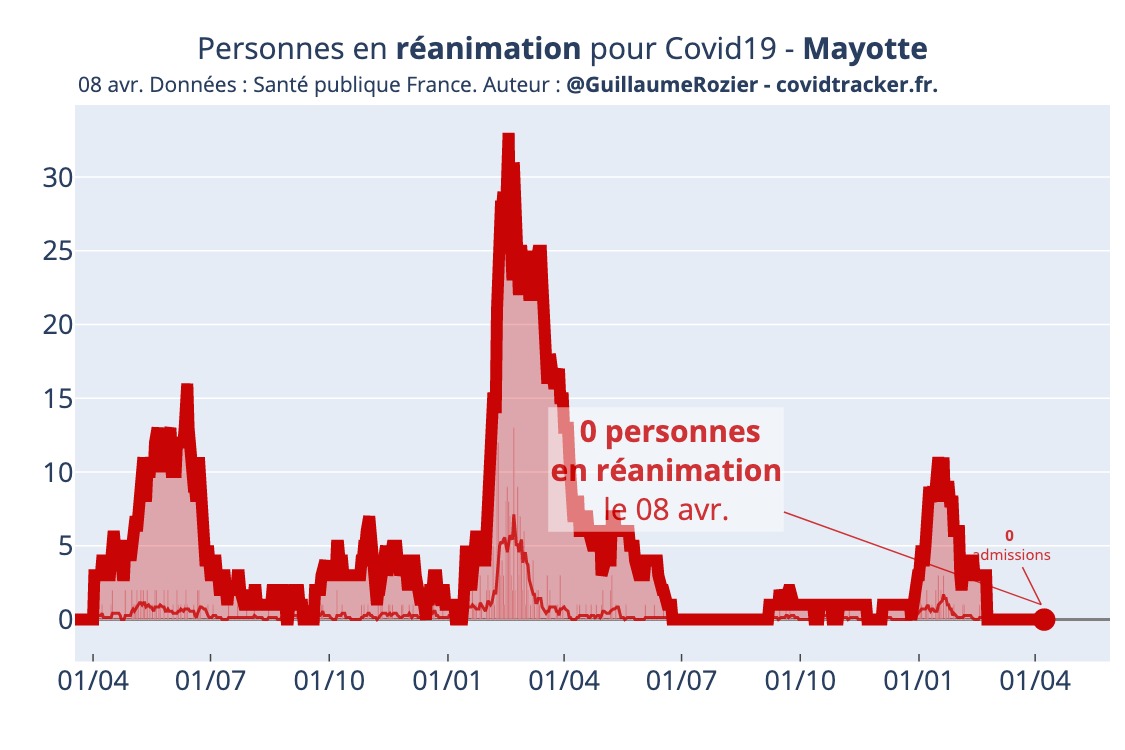 Personnes en réanimation pour Covid19 - Mayotte
08 avr. Données : Santé publique France. Auteur : @GuillaumeRozier - covidtracker.fr.
30
25
20
15
10
5
0
0 personnes
en réanimation
le 08 avr.
0
admissions
01/04 01/07 01/10 01/01 01/04 01/07 01/10 01/01 01/04